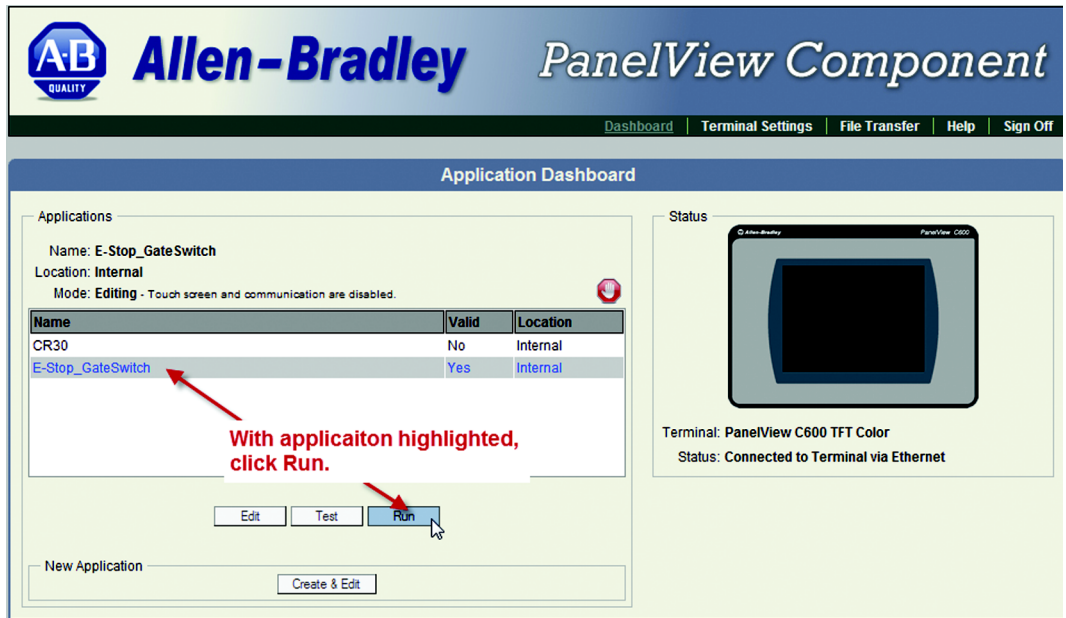 A-B
QUALITY
Allen-Bradley
PanelView Component
Dashboard | Terminal Settings | File Transfer | Help | Sign Off
Application Dashboard
Applications
Name: E-Stop_GateSwitch
Location: Internal
Mode: Editing - Touch screen and communication are disabled.
Name Valid Location
CR30 No Internal
E-Stop_GateSwitch Yes Internal
With applicaiton highlighted,
click Run.
Edit Test Run
New Application
Create & Edit
Status
Allen-Bradley PanelView C600
Terminal: PanelView C600 TFT Color
Status: Connected to Terminal via Ethernet